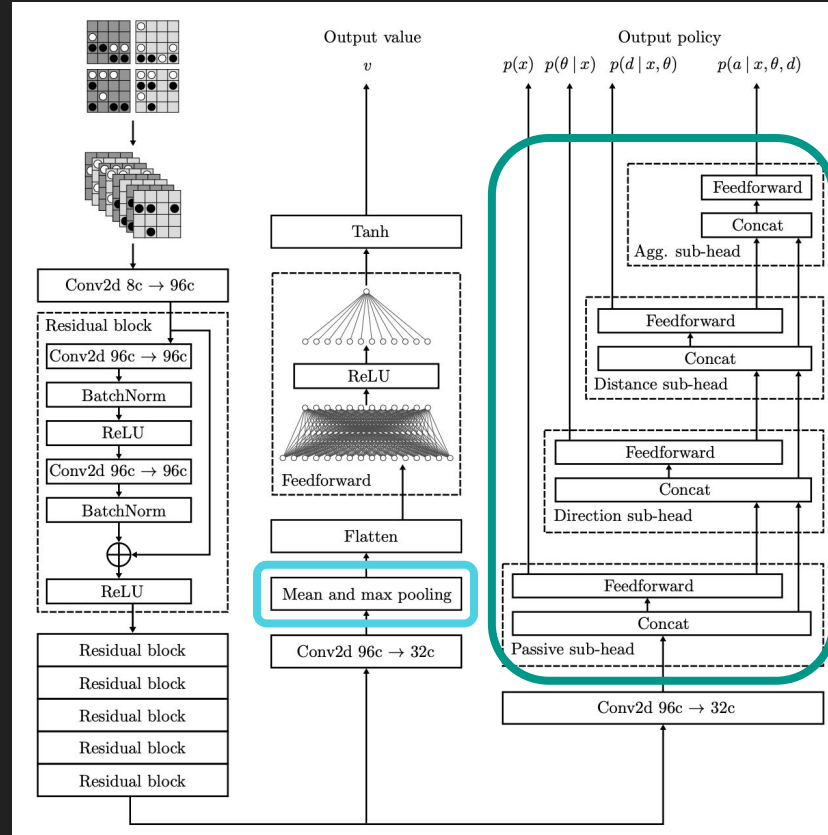 Conv2d 8c → 96c
Residual block
Conv2d 96c → 96c
BatchNorm
ReLU
Conv2d 96c → 96c
BatchNorm
ReLU
Residual block
Residual block
Residual block
Residual block
Residual block
Output value
v
Tanh
ReLU
Feedforward
Flatten
Mean and max pooling
Conv2d 96c → 32c
Output policy
p(x) p(θ | x) p(d | x, θ) p(a | x, θ, d)
Feedforward
Concat
Agg. sub-head
Feedforward
Concat
Distance sub-head
Feedforward
Concat
Direction sub-head
Feedforward
Concat
Passive sub-head
Conv2d 96c → 32c